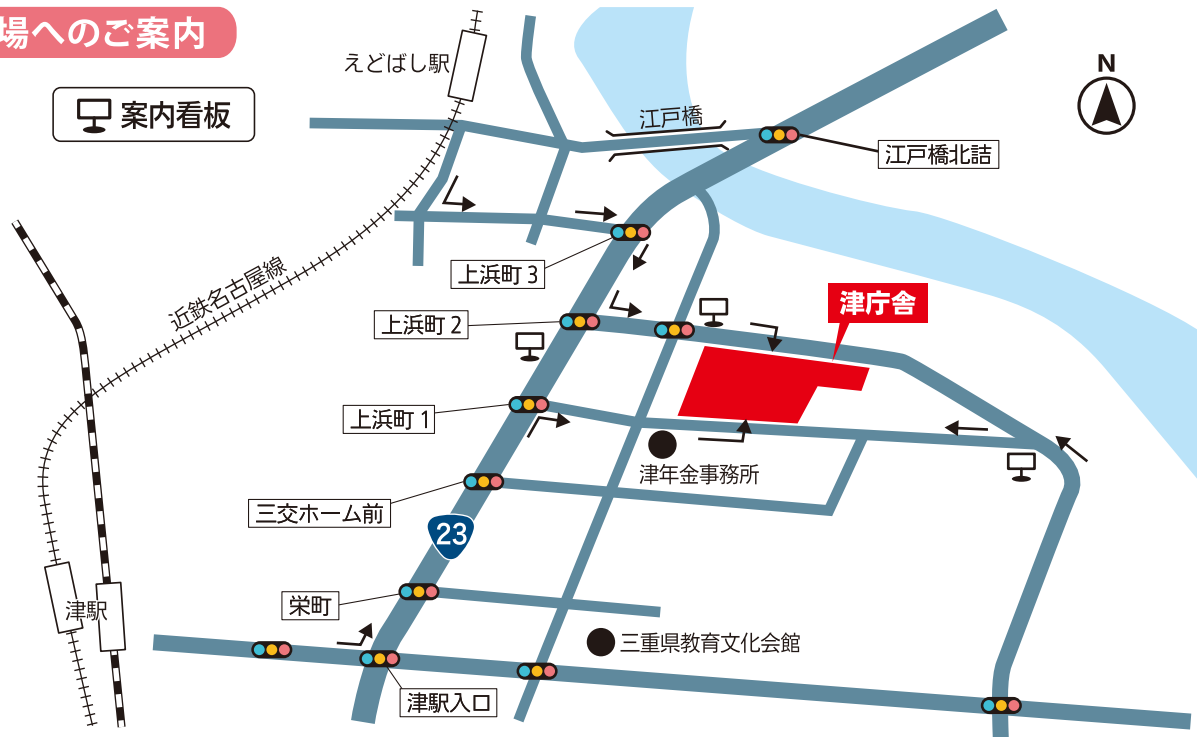 場へのご案内
えどばし駅
N
案内看板
江戸橋
江戸橋北詰
上浜町3
近鉄名古屋線
津庁舎
上浜町2
上浜町1
津年金事務所
三交ホーム前
23
栄町
津駅
三重県教育文化会館
津駅入口